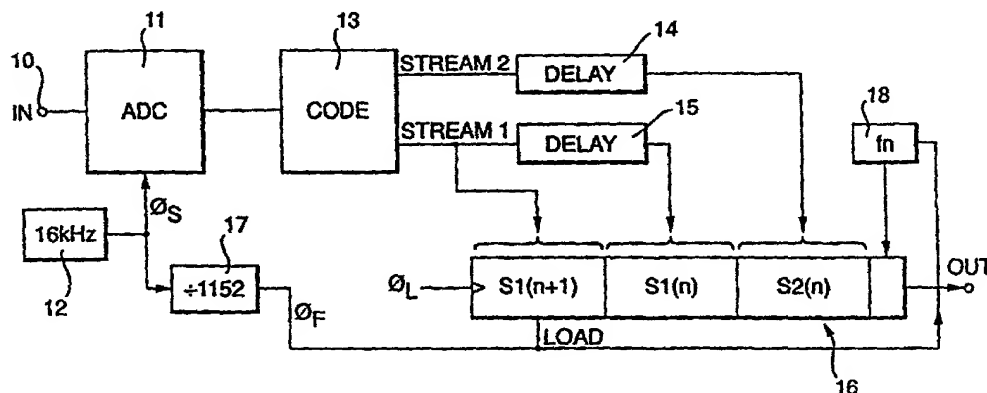 11
13
14
10
STREAM 2
DELAY
IN
ADC
CODE
15
18
STREAM 1
DELAY
fn
ØS
17
16kHz
12
÷1152
ØF
ØL
S1(n+1)
S1(n)
S2(n)
OUT
LOAD
16